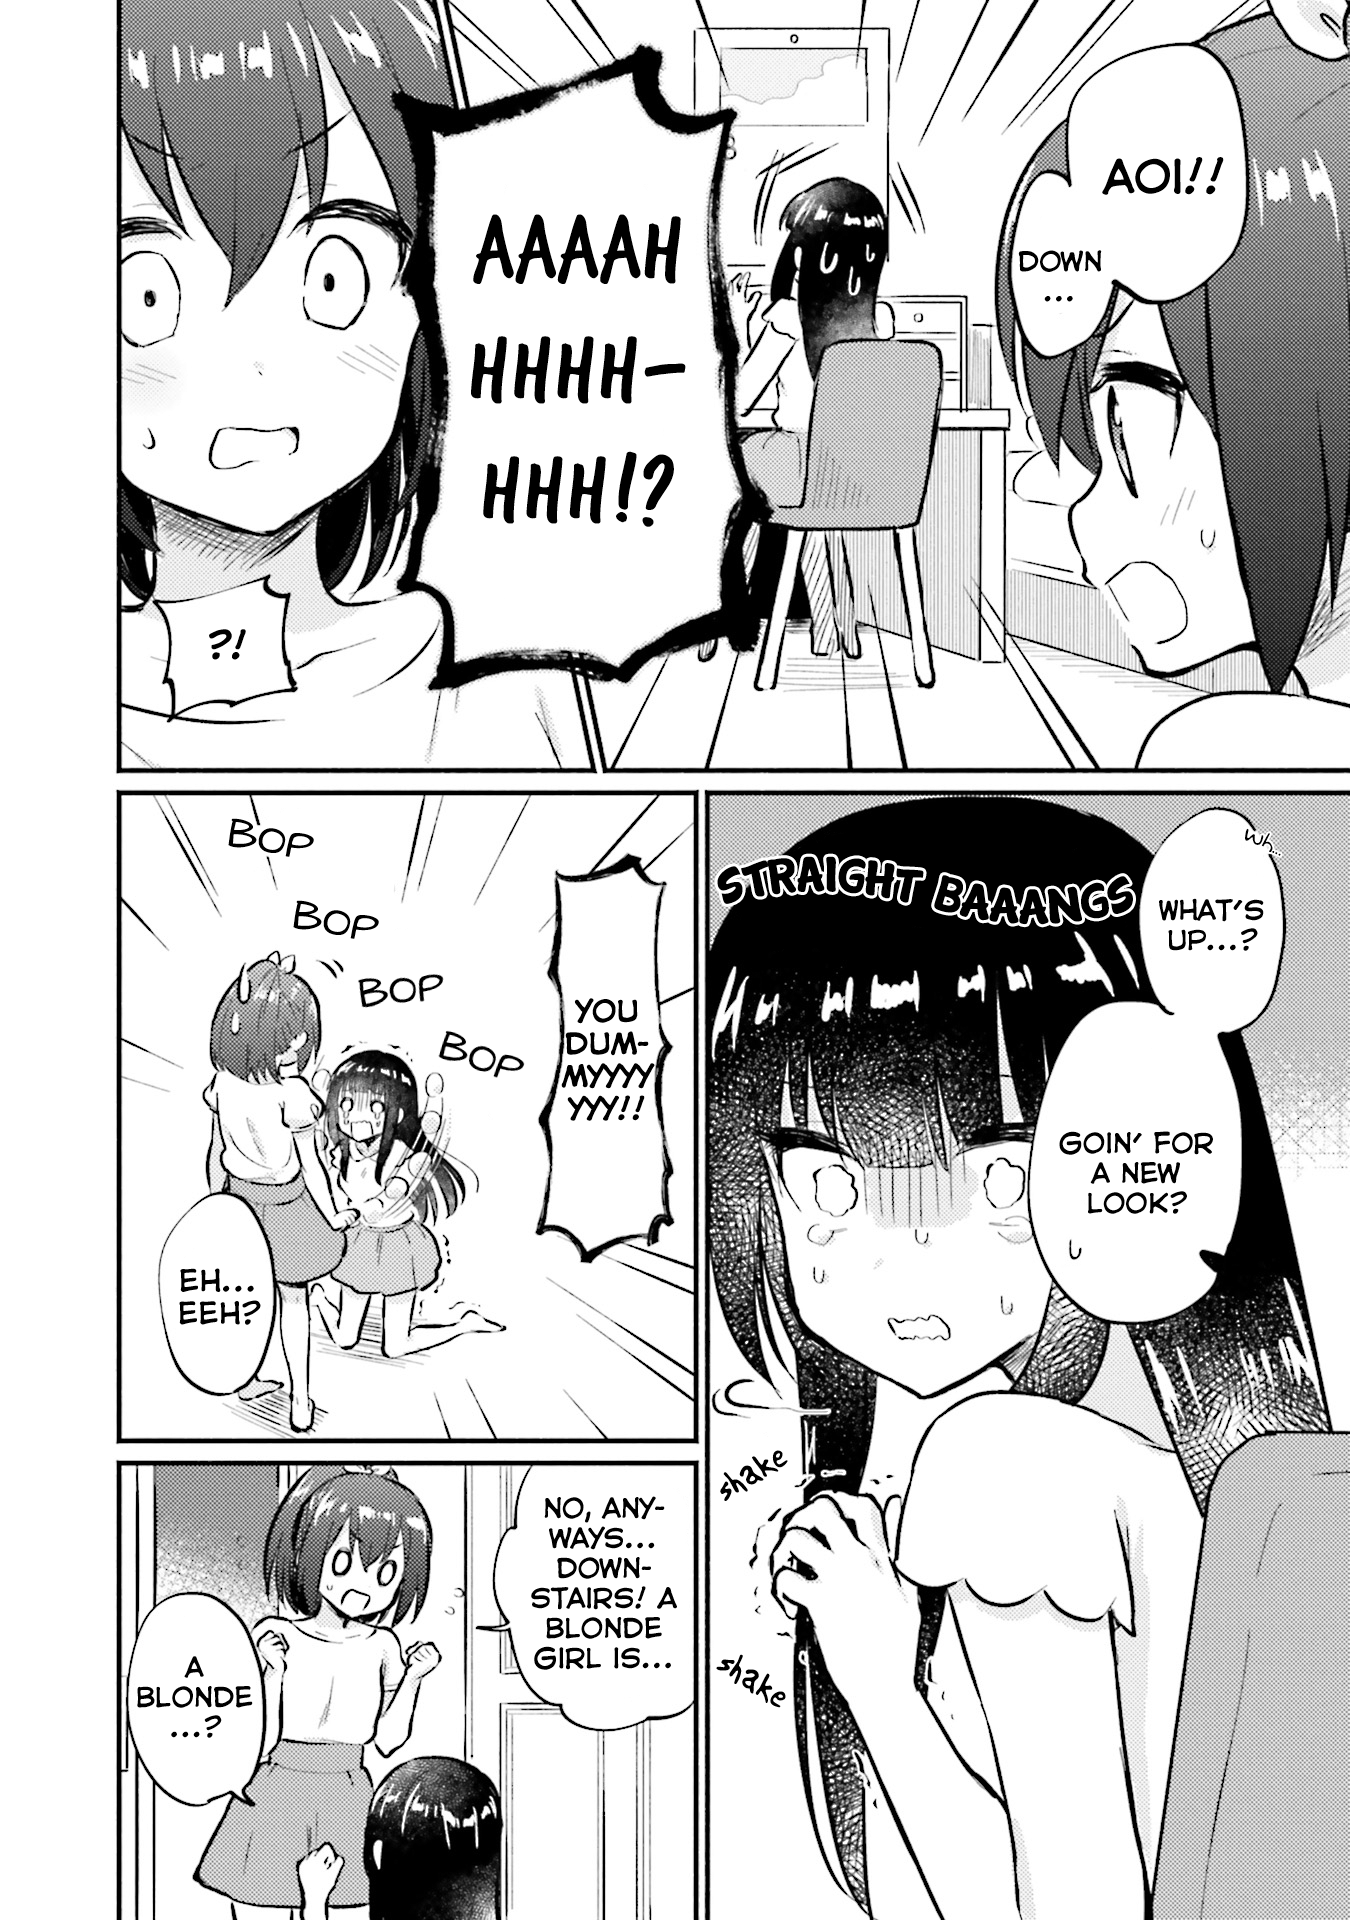 AOI!!
DOWN
...
AAAAH
HHHH-
HHH!?
?!
Wh...
WHAT'S
UP...?
STRAIGHT BAAANGS
GOIN' FOR
A NEW
LOOK?
shake
shake
YOU
DUM-
MYYYY
YYY!!
BOP
BOP
BOP
BOP
EH...
EEH?
NO, ANY-
WAYS...
DOWN-
STAIRS! A
BLONDE
GIRL IS...
A
BLONDE
...?